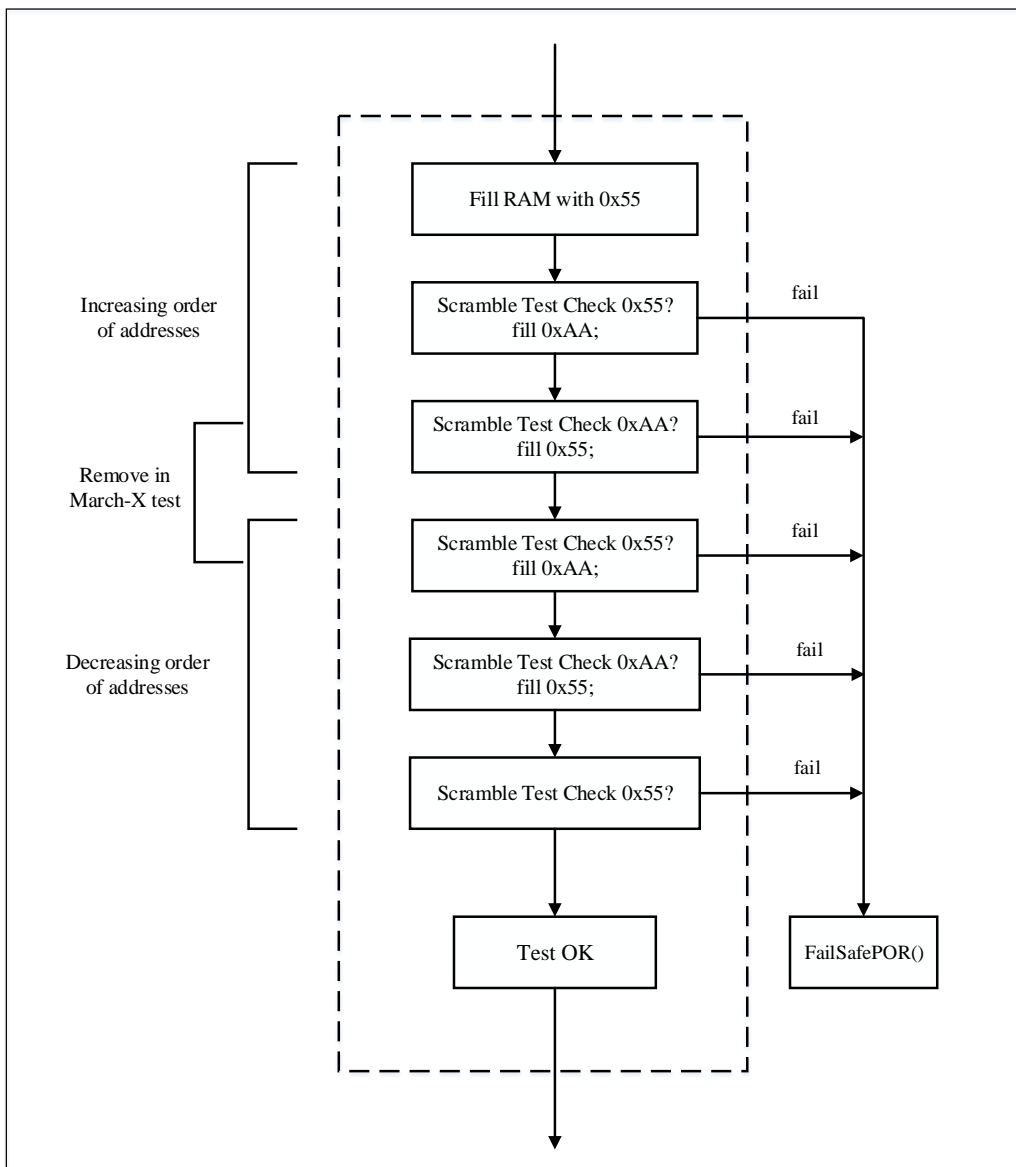 Fill RAM with 0x55
Increasing order
of addresses
Scramble Test Check 0x55?
fill 0xAA;
fail
Scramble Test Check 0xAA?
fill 0x55;
fail
Remove in
March-X test
Scramble Test Check 0x55?
fill 0xAA;
fail
Decreasing order
of addresses
Scramble Test Check 0xAA?
fill 0x55;
fail
Scramble Test Check 0x55?
fail
Test OK
FailSafePOR()